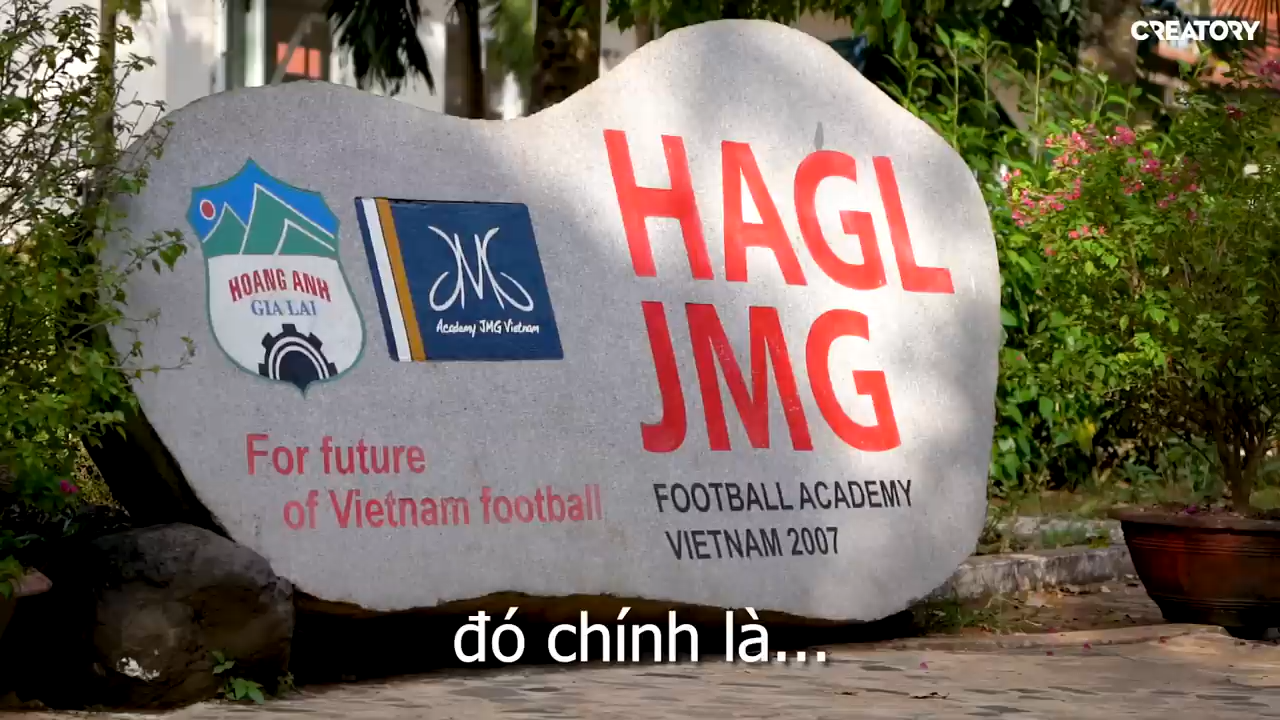 CREATORY
HAGL
JMG
HOANG ANH
GIA LAI
JMG
Academy JMG Vietnam
For future
of Vietnam football
FOOTBALL ACADEMY
VIETNAM 2007
đó chính là...